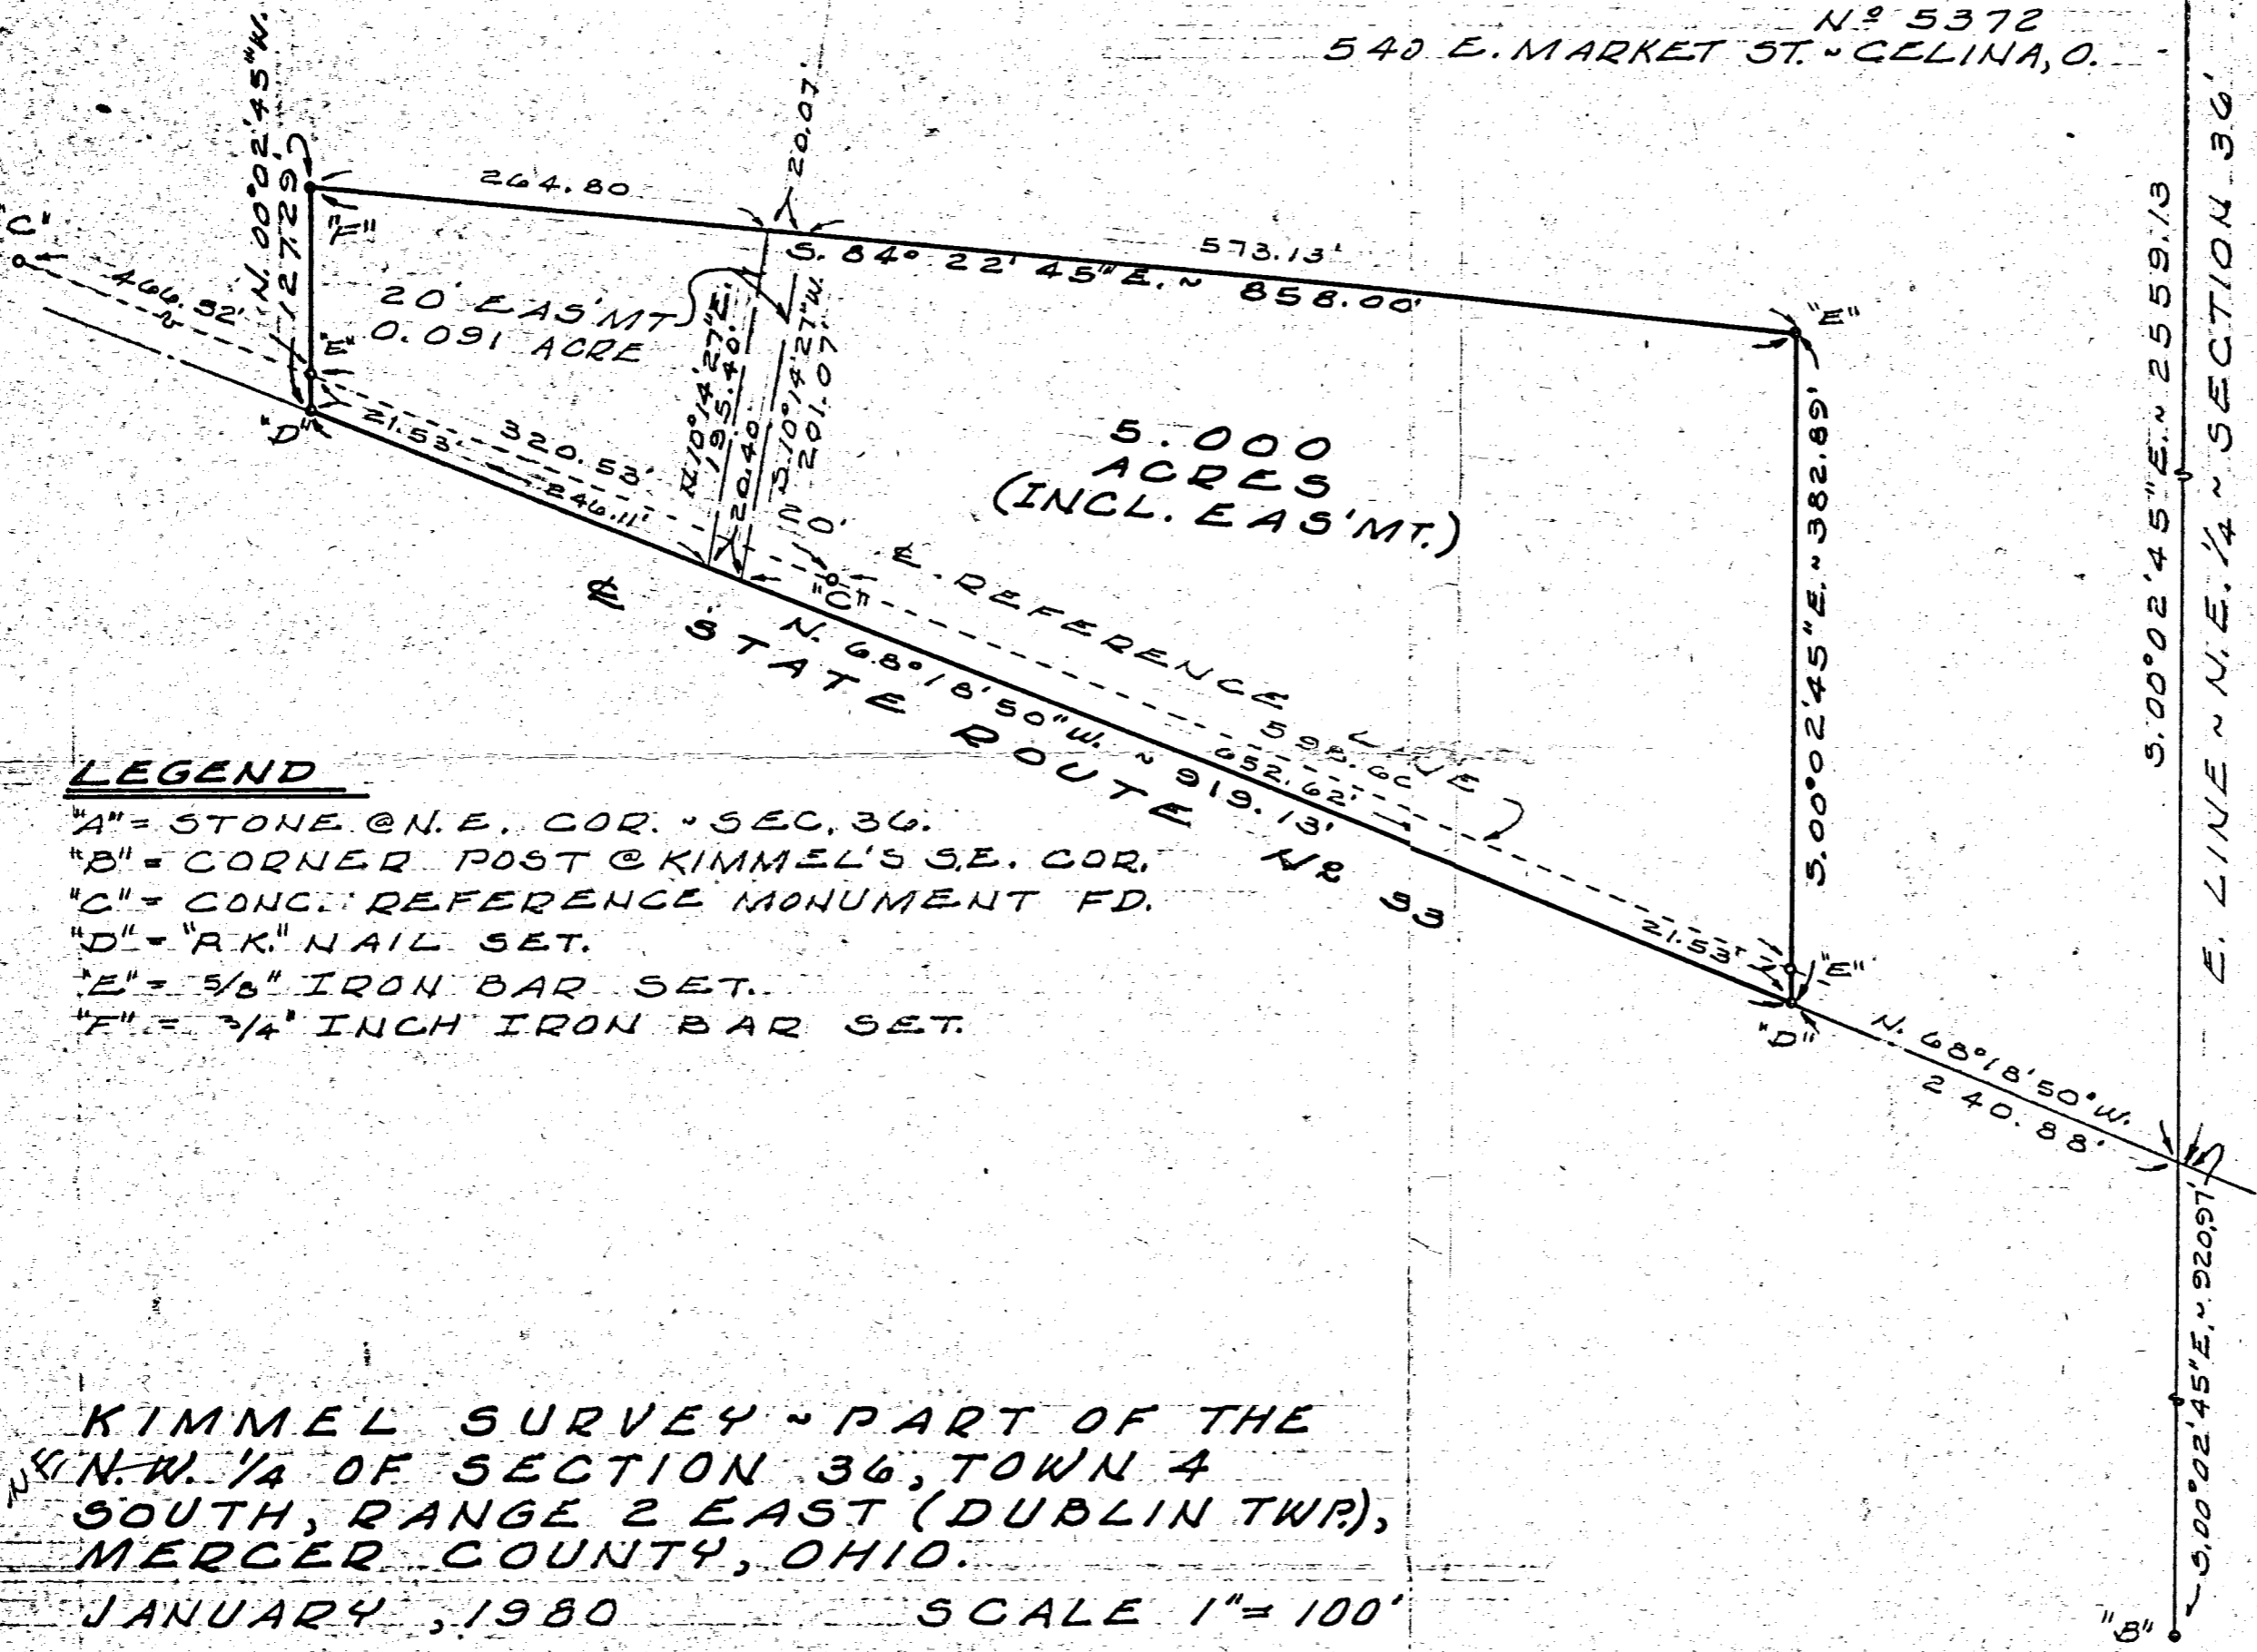 Nº 5372
540 E. MARKET ST. ~ CELINA, O.
N. 00°02'45"W.
127.29'
20.07'
264.80
"F"
"C"
466.92'
S. 84° 22' 45" E. ~ 858.00'
573.13'
"E"
20' EAS'MT
0.091 ACRE
"E"
"D"
21.53'
320.53'
246.11'
N. 10°14'27"E.
195.40'
20.40'
S. 10°14'27"W.
201.07'
20'
"C"
5.000
ACRES
(INCL. EAS'MT.)
S. 00°02'45"E. ~ 382.89'
S. 00°02'45"E. ~ 2559.13
E. LINE ~ N.E. 1/4 ~ SECTION 36'
E. REFERENCE LINE
N. 68°18'50"W. ~ 919.13'
652.62'
℄ STATE ROUTE Nº 33
21.53'
"E"
"D"
N. 68°18'50"W.
240.88'
S. 00°02'45"E. ~ 920.97'
"B"
LEGEND
"A" = STONE @ N.E. COR. ~ SEC. 36.
"B" = CORNER POST @ KIMMEL'S S.E. COR.
"C" = CONC. REFERENCE MONUMENT FD.
"D" = "P.K." NAIL SET.
"E" = 5/8" IRON BAR SET.
"F" = 3/4" INCH IRON BAR SET.
KIMMEL SURVEY ~ PART OF THE
NE N.W. 1/4 OF SECTION 36, TOWN 4
SOUTH, RANGE 2 EAST (DUBLIN TWP.),
MERCER COUNTY, OHIO.
JANUARY, 1980 SCALE 1" = 100'